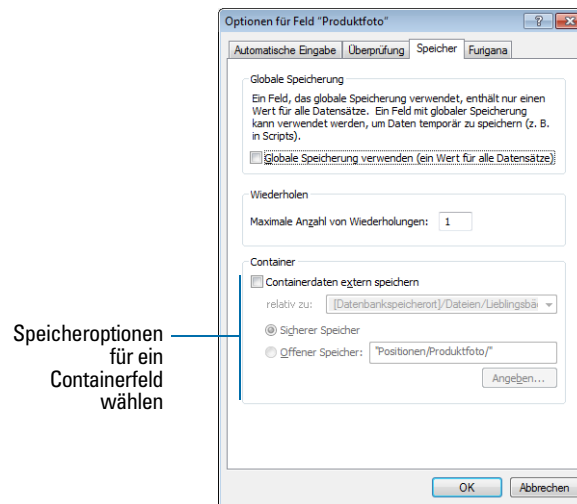 Optionen für Feld "Produktfoto"
Automatische Eingabe Überprüfung Speicher Furigana
Globale Speicherung
Ein Feld, das globale Speicherung verwendet, enthält nur einen
Wert für alle Datensätze. Ein Feld mit globaler Speicherung
kann verwendet werden, um Daten temporär zu speichern (z. B.
in Scripts).
Globale Speicherung verwenden (ein Wert für alle Datensätze)
Wiederholen
Maximale Anzahl von Wiederholungen: 1
Container
Containerdaten extern speichern
relativ zu: [Datenbankspeicherort]/Dateien/Lieblingsbä
Sicherer Speicher
Offener Speicher: "Positionen/Produktfoto/"
Angeben...
Speicheroptionen
für ein
Containerfeld
wählen
OK Abbrechen